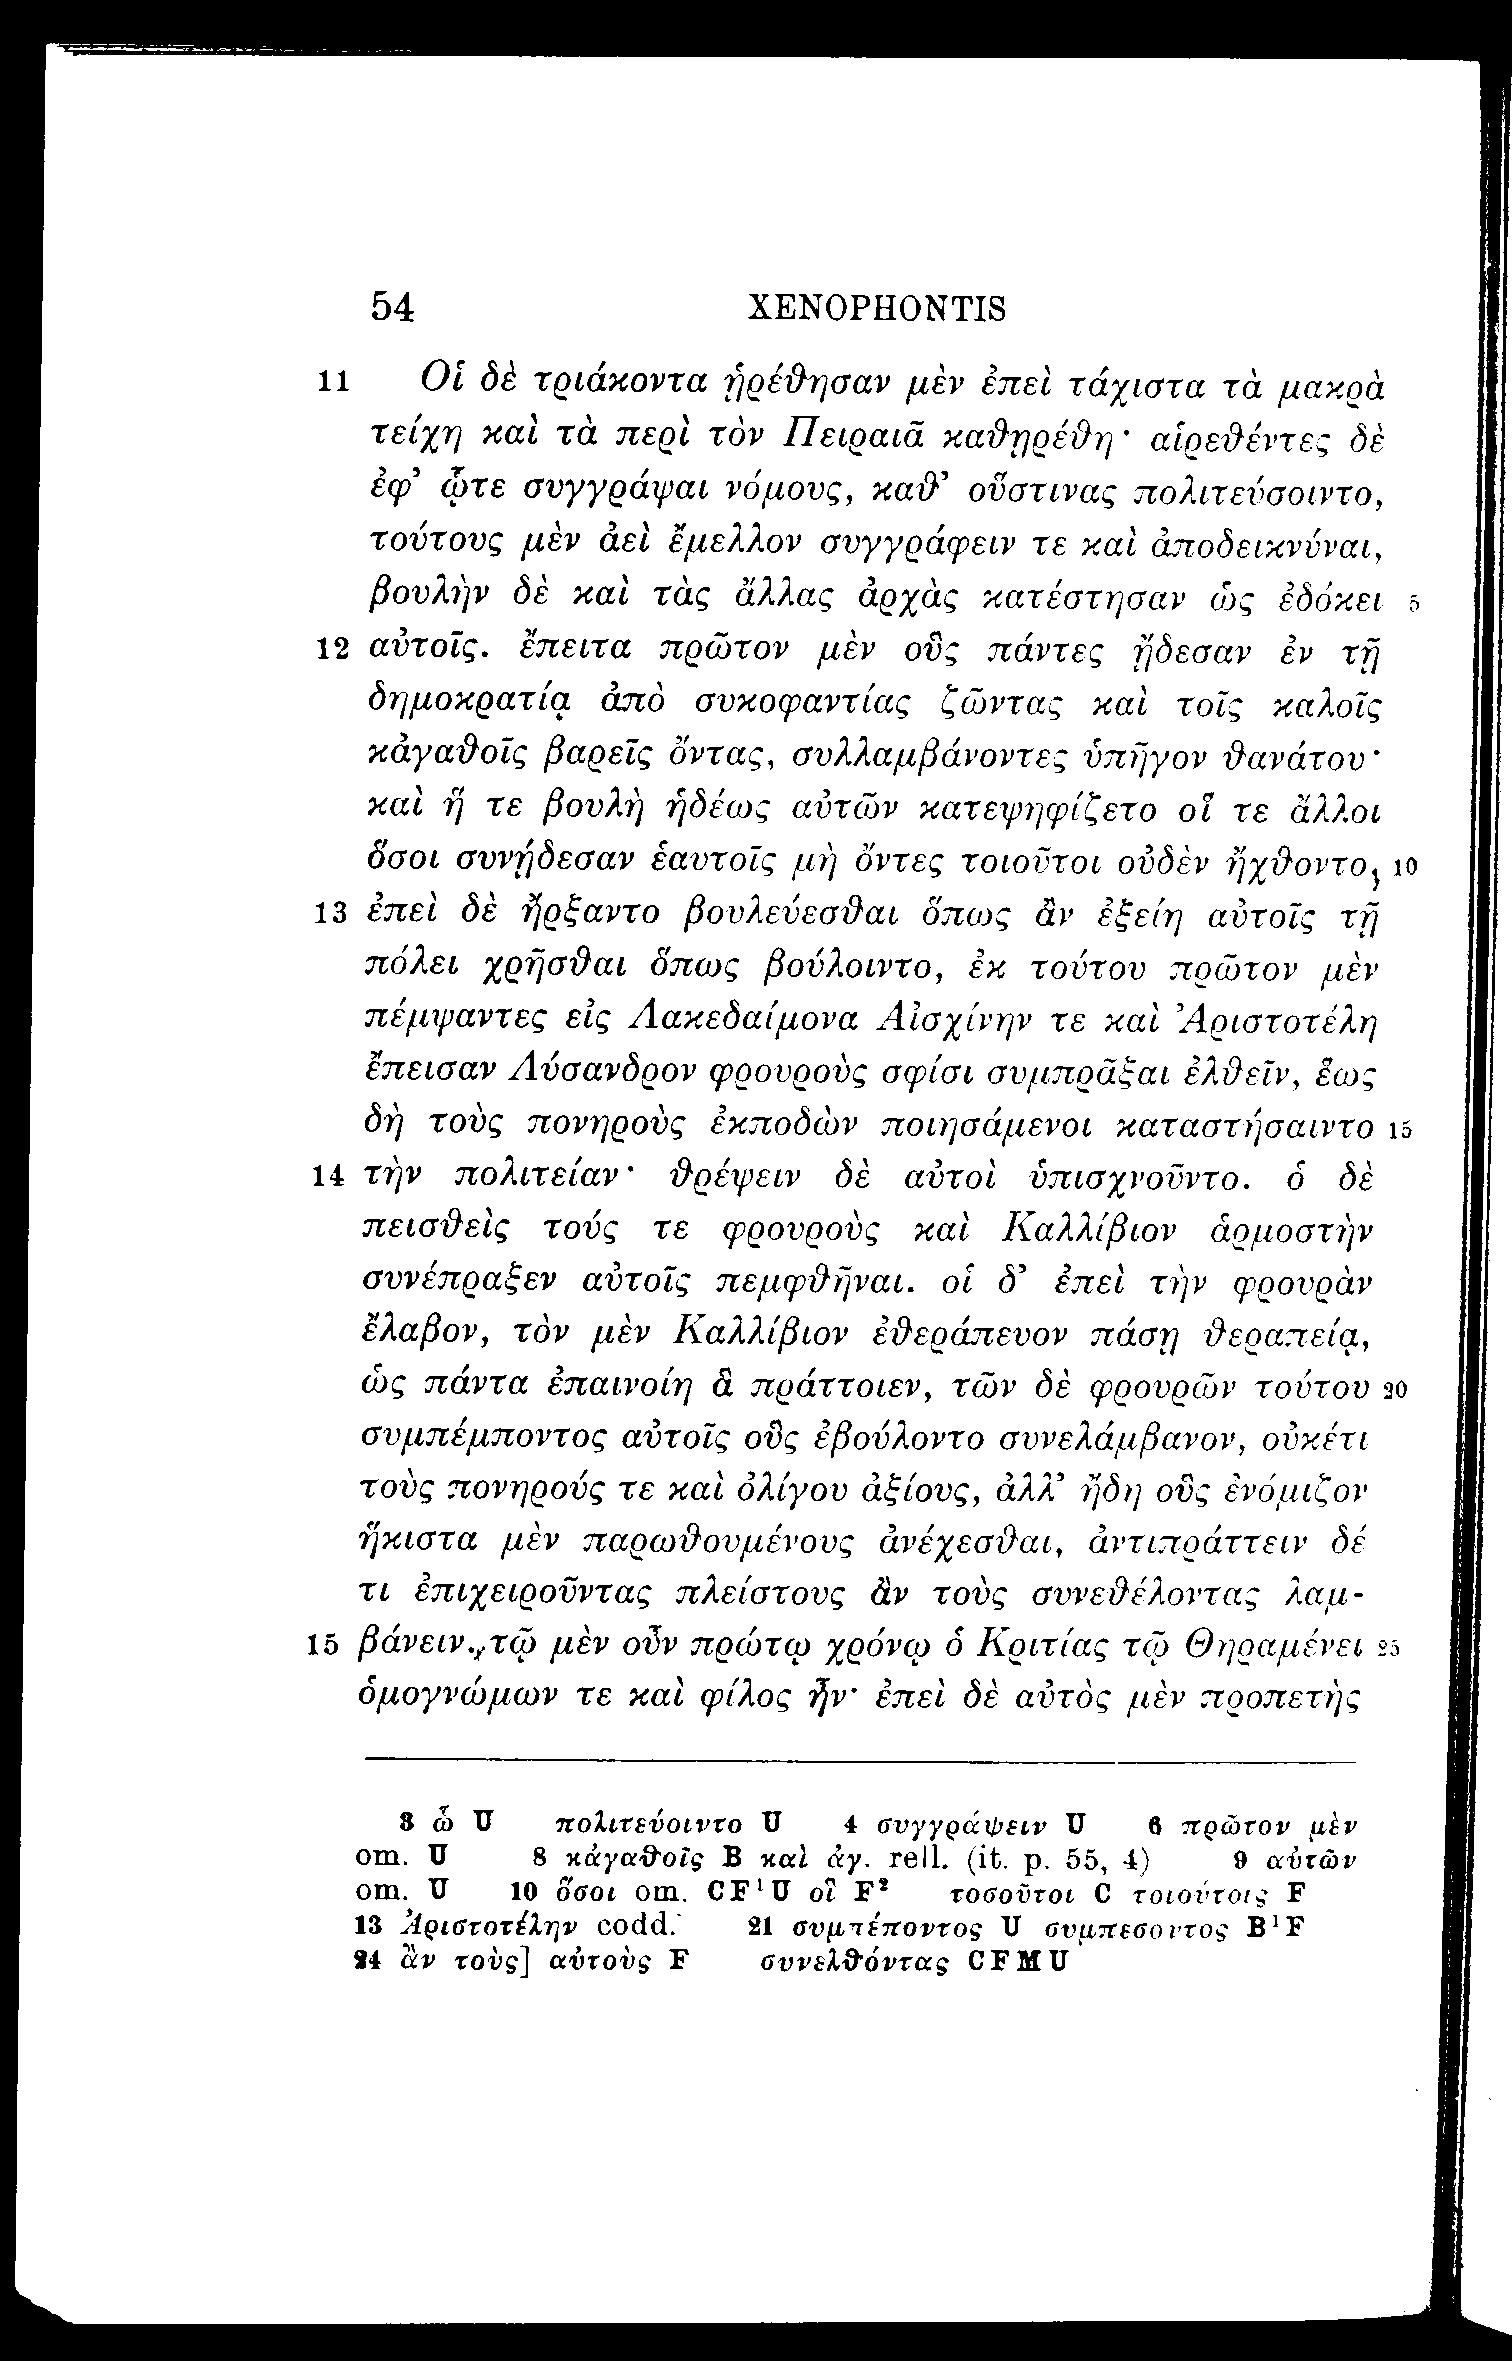 54 XENOPHONTIS
11 Οἱ δὲ τριάκοντα ᾑρέθησαν μὲν ἐπεὶ τάχιστα τὰ μακρὰ
τείχη καὶ τὰ περὶ τὸν Πειραιᾶ καθῃρέθη· αἱρεθέντες δὲ
ἐφ’ ᾧτε συγγράψαι νόμους, καθ’ οὕστινας πολιτεύσοιντο,
τούτους μὲν ἀεὶ ἔμελλον συγγράφειν τε καὶ ἀποδεικνύναι,
βουλὴν δὲ καὶ τὰς ἄλλας ἀρχὰς κατέστησαν ὡς ἐδόκει 5
12 αὐτοῖς. ἔπειτα πρῶτον μὲν οὓς πάντες ᾔδεσαν ἐν τῇ
δημοκρατίᾳ ἀπὸ συκοφαντίας ζῶντας καὶ τοῖς καλοῖς
κἀγαθοῖς βαρεῖς ὄντας, συλλαμβάνοντες ὑπῆγον θανάτου·
καὶ ἥ τε βουλὴ ἡδέως αὐτῶν κατεψηφίζετο οἵ τε ἄλλοι
ὅσοι συνῄδεσαν ἑαυτοῖς μὴ ὄντες τοιοῦτοι οὐδὲν ἤχθοντο, 10
13 ἐπεὶ δὲ ἤρξαντο βουλεύεσθαι ὅπως ἂν ἐξείη αὐτοῖς τῇ
πόλει χρῆσθαι ὅπως βούλοιντο, ἐκ τούτου πρῶτον μὲν
πέμψαντες εἰς Λακεδαίμονα Αἰσχίνην τε καὶ Ἀριστοτέλη
ἔπεισαν Λύσανδρον φρουροὺς σφίσι συμπρᾶξαι ἐλθεῖν, ἕως
δὴ τοὺς πονηροὺς ἐκποδὼν ποιησάμενοι καταστήσαιντο 15
14 τὴν πολιτείαν· θρέψειν δὲ αὐτοὶ ὑπισχνοῦντο. ὁ δὲ
πεισθεὶς τούς τε φρουροὺς καὶ Καλλίβιον ἁρμοστὴν
συνέπραξεν αὐτοῖς πεμφθῆναι. οἱ δ’ ἐπεὶ τὴν φρουρὰν
ἔλαβον, τὸν μὲν Καλλίβιον ἐθεράπευον πάσῃ θεραπείᾳ,
ὡς πάντα ἐπαινοίη ἃ πράττοιεν, τῶν δὲ φρουρῶν τούτου 20
συμπέμποντος αὐτοῖς οὓς ἐβούλοντο συνελάμβανον, οὐκέτι
τοὺς πονηρούς τε καὶ ὀλίγου ἀξίους, ἀλλ’ ἤδη οὓς ἐνόμιζον
ἥκιστα μὲν παρωθουμένους ἀνέχεσθαι, ἀντιπράττειν δέ
τι ἐπιχειροῦντας πλείστους ἂν τοὺς συνεθέλοντας λαμ-
15 βάνειν. τῷ μὲν οὖν πρώτῳ χρόνῳ ὁ Κριτίας τῷ Θηραμένει 25
ὁμογνώμων τε καὶ φίλος ἦν· ἐπεὶ δὲ αὐτὸς μὲν προπετὴς
3 ὧ U πολιτεύοιντο U 4 συγγράψειν U 6 πρῶτον μὲν
om. U 8 κἀγαθοῖς B καὶ ἀγ. rell. (it. p. 55, 4) 9 αὐτῶν
om. U 10 ὅσοι om. CF¹U οἳ F² τοσοῦτοι C τοιούτοις F
13 Ἀριστοτέλην codd. 21 συμπέποντος U συμπεσοντος B¹F
24 ἂν τοὺς] αὐτοὺς F συνελθόντας CFMU